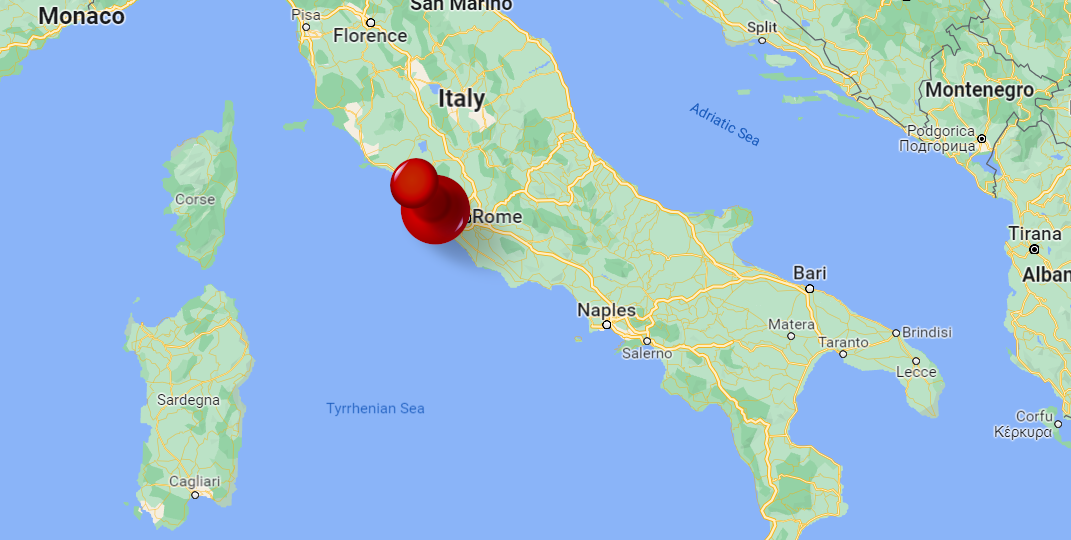 San Marino
Monaco
Pisa
Florence
Split
Italy
Montenegro
Adriatic Sea
Podgorica
Подгорица
Corse
Rome
Tirana
Bari
Alban
Naples
Matera
Brindisi
Salerno
Taranto
Lecce
Sardegna
Tyrrhenian Sea
Corfu
Κέρκυρα
Cagliari